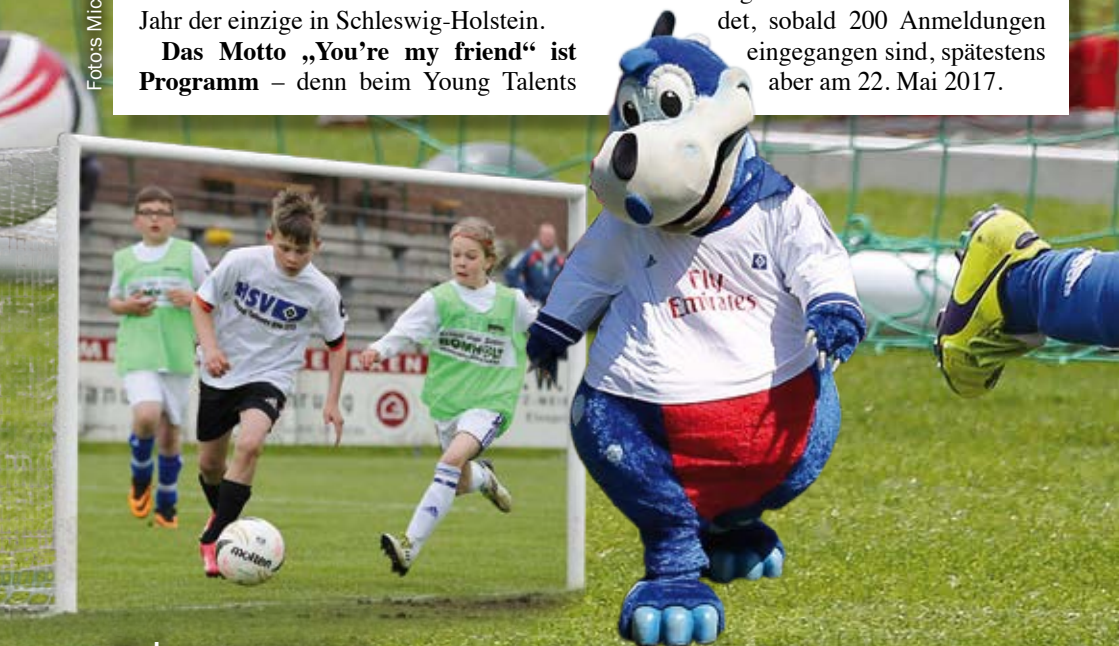 Foto:s Mic
Jahr der einzige in Schleswig-Holstein.
Das Motto „You're my friend“ ist
Programm – denn beim Young Talents
det, sobald 200 Anmeldungen
eingegangen sind, spätestens
aber am 22. Mai 2017.
HSV
molten
Fly
Emirates